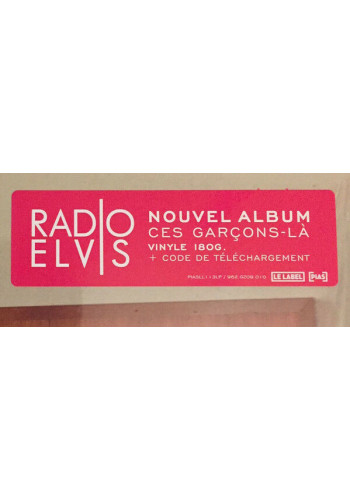 RADIO
ELVIS
NOUVEL ALBUM
CES GARÇONS-LÀ
VINYLE 180G.
+ CODE DE TÉLÉCHARGEMENT
LE LABEL [PIAS]